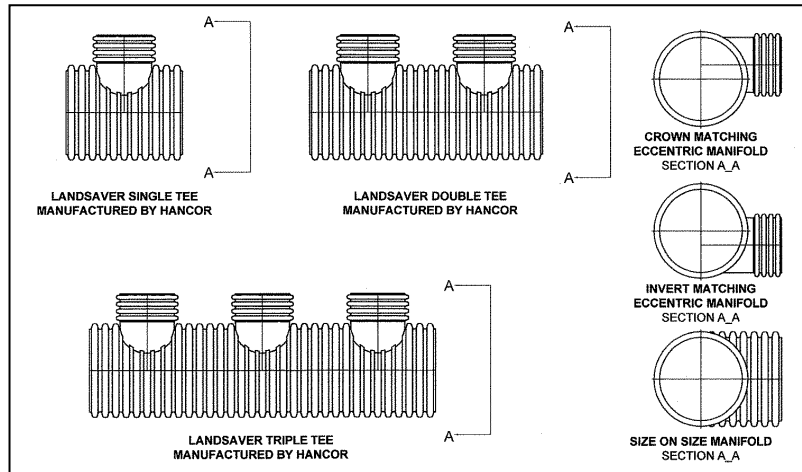 A
A
LANDSAVER SINGLE TEE
MANUFACTURED BY HANCOR
A
A
LANDSAVER DOUBLE TEE
MANUFACTURED BY HANCOR
CROWN MATCHING
ECCENTRIC MANIFOLD
SECTION A_A
INVERT MATCHING
ECCENTRIC MANIFOLD
SECTION A_A
A
A
LANDSAVER TRIPLE TEE
MANUFACTURED BY HANCOR
SIZE ON SIZE MANIFOLD
SECTION A_A